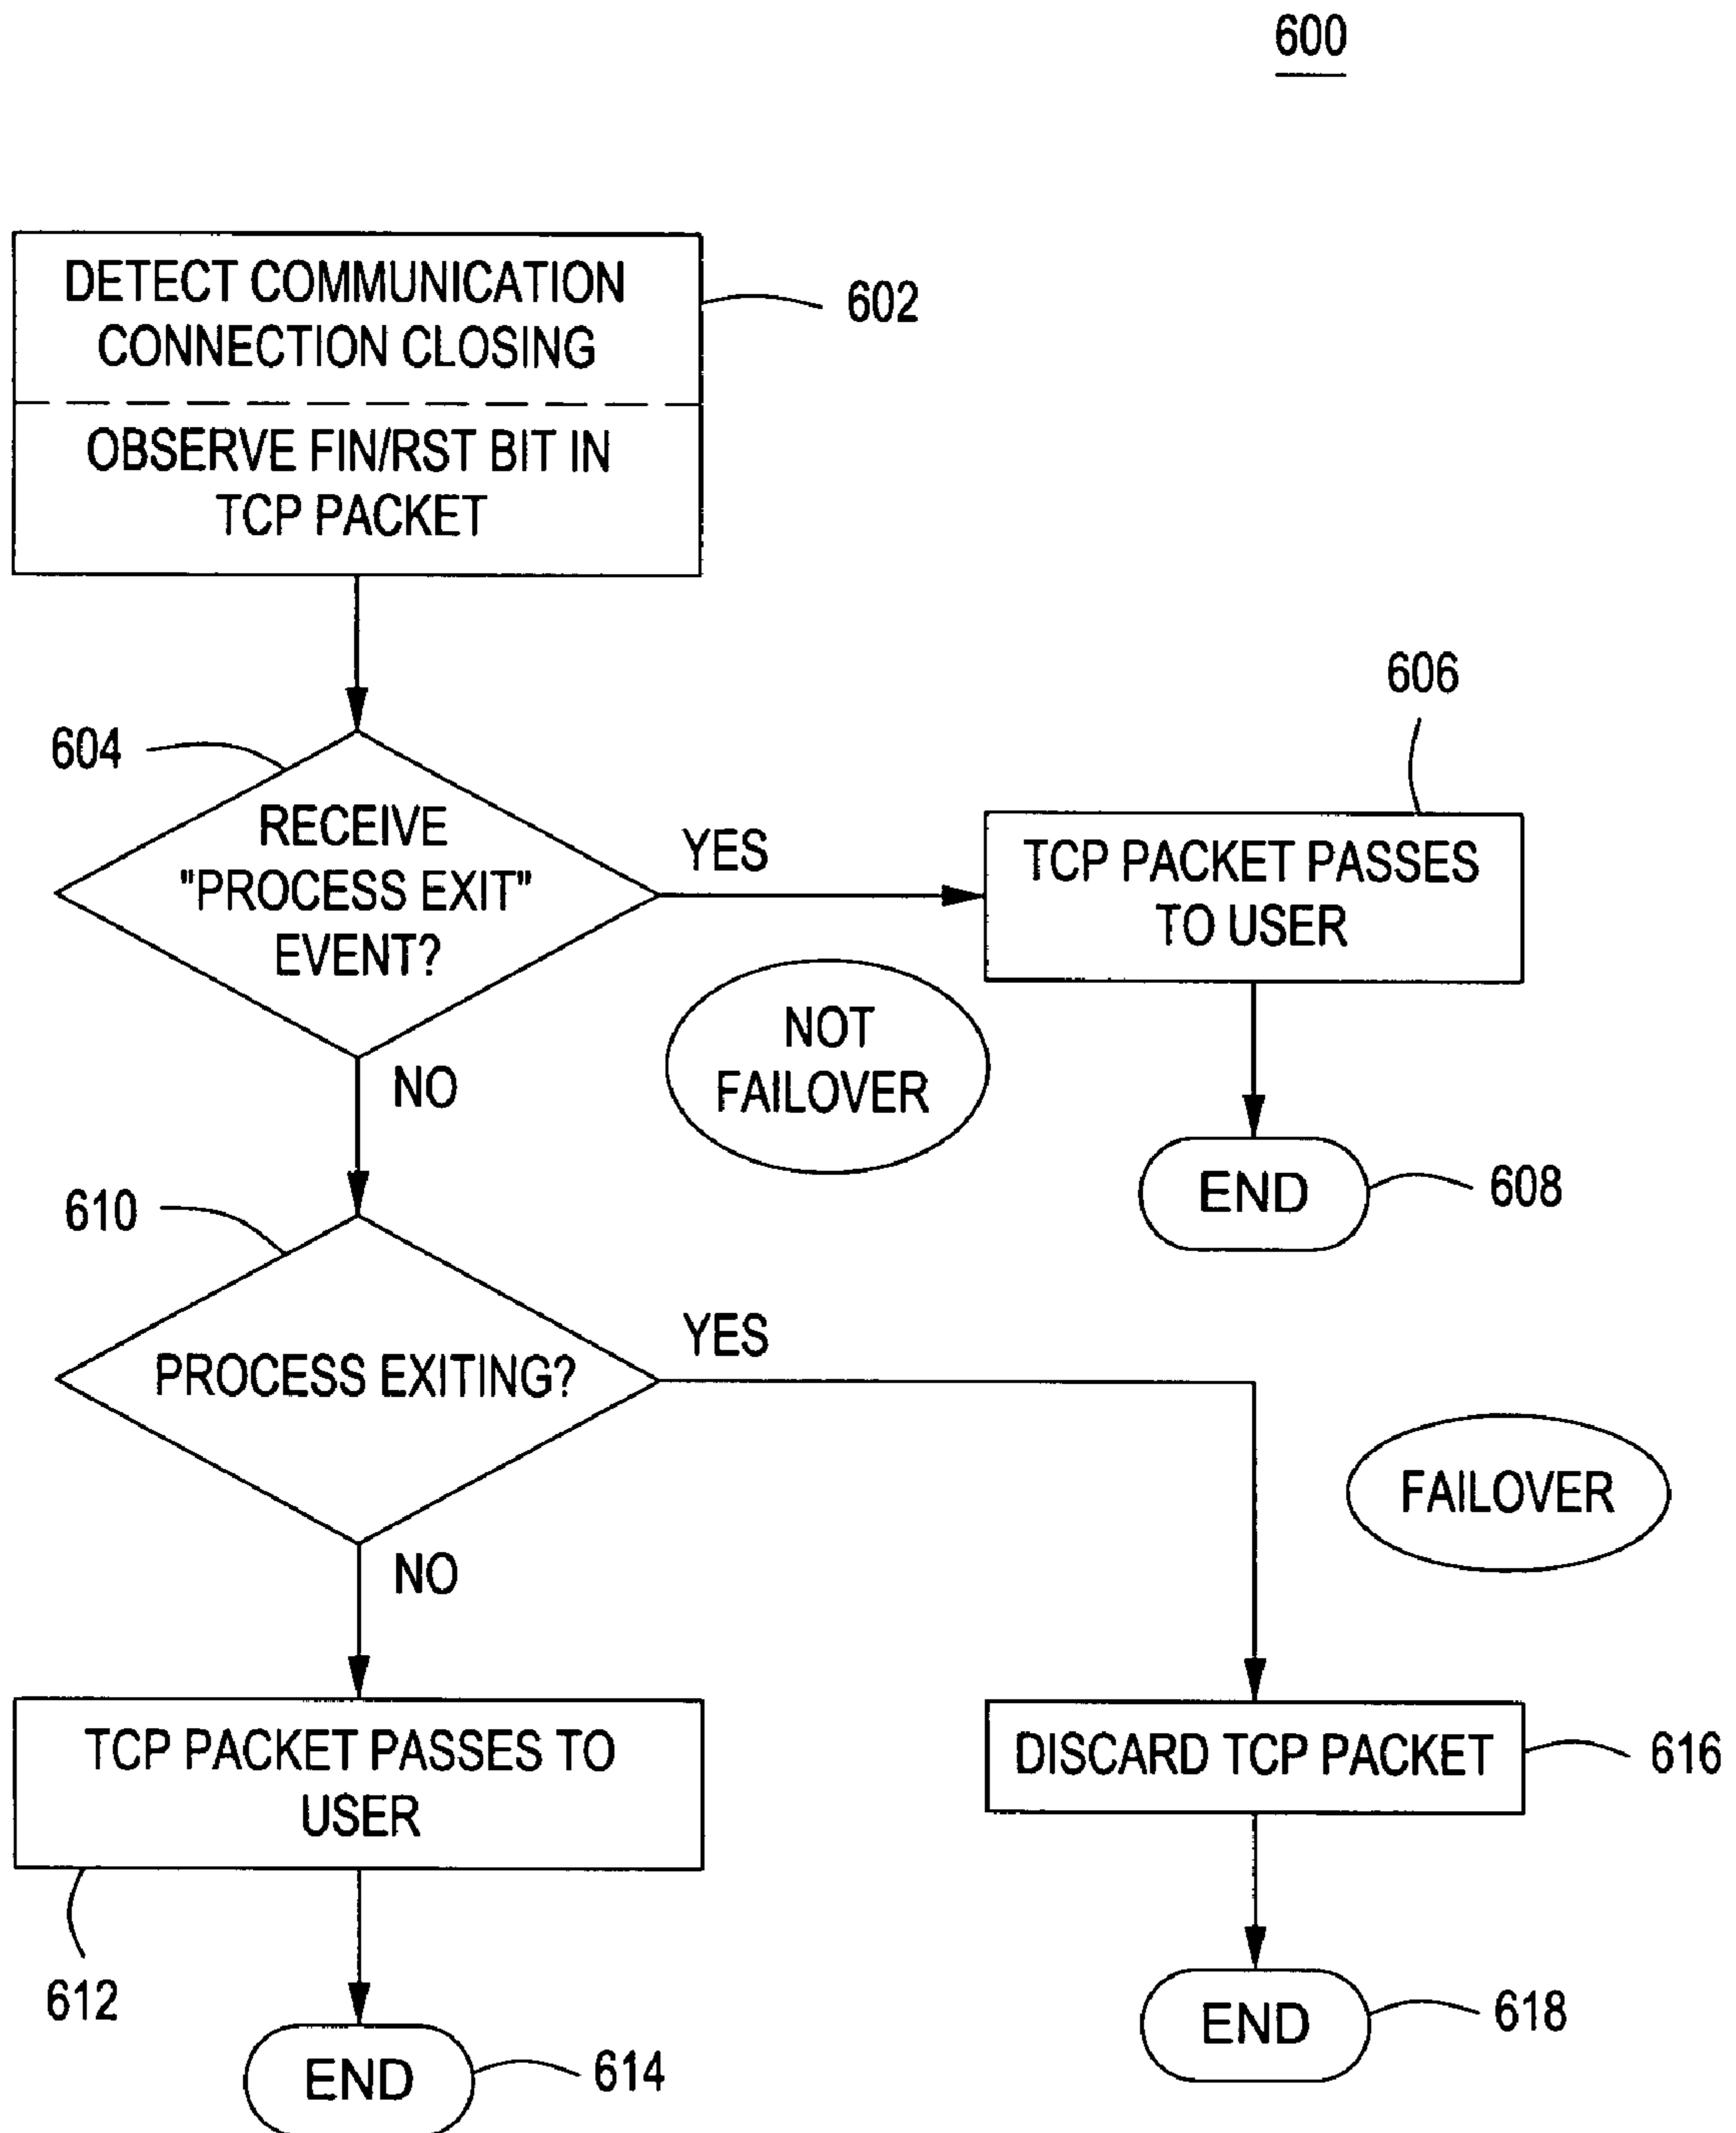 600
DETECT COMMUNICATION
CONNECTION CLOSING
602
OBSERVE FIN/RST BIT IN
TCP PACKET
604
RECEIVE
"PROCESS EXIT"
EVENT?
YES
606
TCP PACKET PASSES
TO USER
NOT
FAILOVER
NO
END
608
610
PROCESS EXITING?
YES
FAILOVER
NO
TCP PACKET PASSES TO
USER
612
DISCARD TCP PACKET
616
END
614
END
618